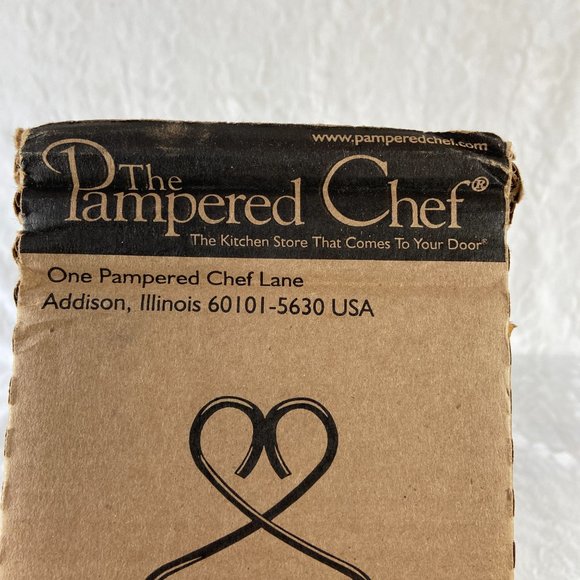 www.pamperedchef.com
The
Pampered Chef®
The Kitchen Store That Comes To Your Door®
One Pampered Chef Lane
Addison, Illinois 60101-5630 USA